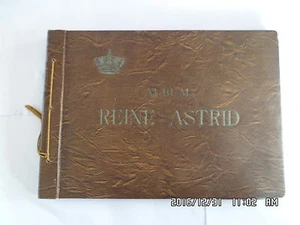 ALBUM
REINE-ASTRID
2016/12/31 11:02 AM